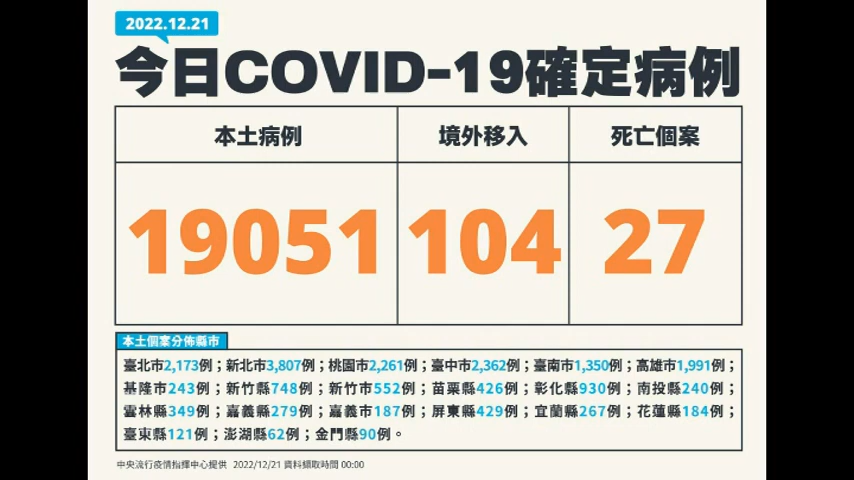 2022.12.21
今日COVID-19確定病例
本土病例 境外移入 死亡個案
19051 104 27
本土個案分佈縣市
臺北市2,173例；新北市3,807例；桃園市2,261例；臺中市2,362例；臺南市1,350例；高雄市1,991例；
基隆市243例；新竹縣748例；新竹市552例；苗栗縣426例；彰化縣930例；南投縣240例；
雲林縣349例；嘉義縣279例；嘉義市187例；屏東縣429例；宜蘭縣267例；花蓮縣184例；
臺東縣121例；澎湖縣62例；金門縣90例。
中央流行疫情指揮中心提供 2022/12/21 資料擷取時間 00:00